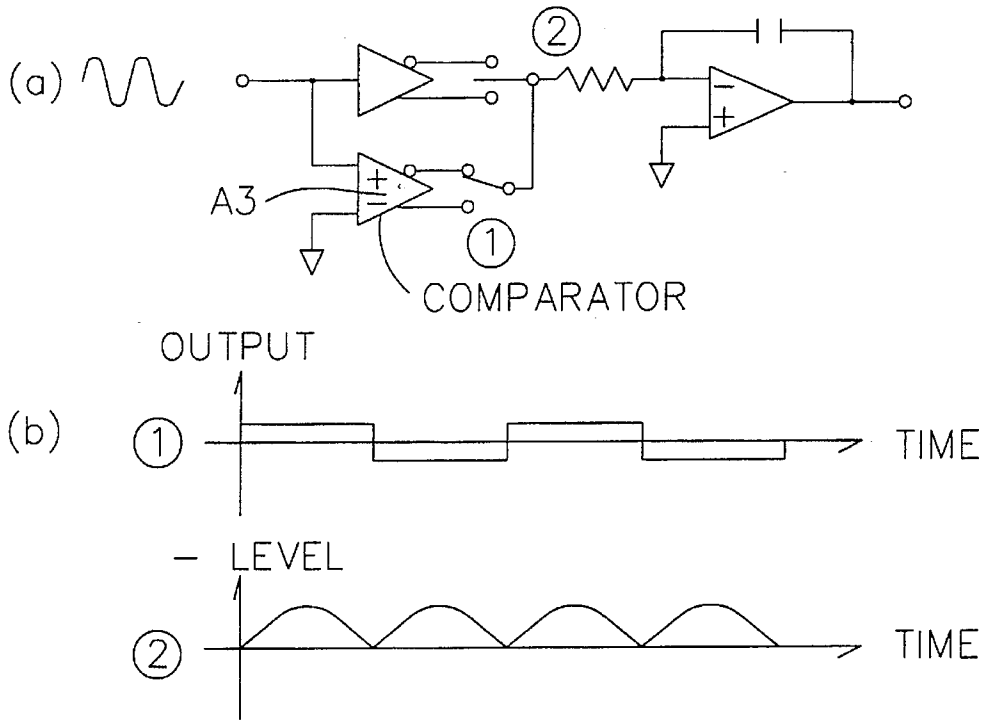 (a)
②
−
+
+
−
A3
①
COMPARATOR
OUTPUT
(b)
① TIME
− LEVEL
② TIME